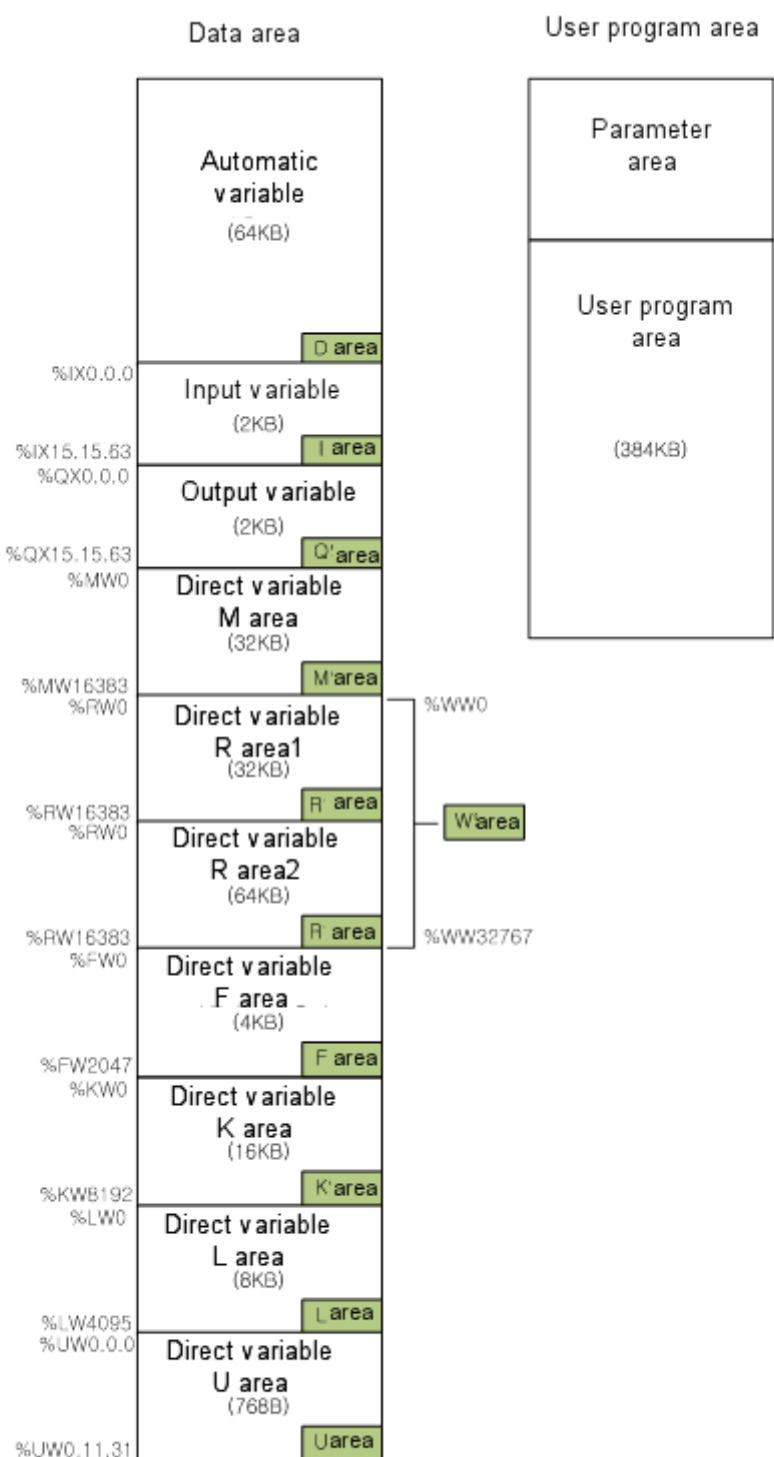 Data area
User program area
Automatic
variable
(64KB)
D area
%IX0.0.0
Input variable
(2KB)
I area
%IX15.15.63
%QX0.0.0
Output variable
(2KB)
Q'area
%QX15.15.63
%MW0
Direct variable
M area
(32KB)
M'area
%MW16383
%RW0
Direct variable
R area1
(32KB)
R' area
%RW16383
%RW0
Direct variable
R area2
(64KB)
R' area
%RW16383
%FW0
Direct variable
F area
(4KB)
F area
%FW2047
%KW0
Direct variable
K area
(16KB)
K'area
%KW8192
%LW0
Direct variable
L area
(8KB)
L area
%LW4095
%UW0.0.0
Direct variable
U area
(768B)
U area
%UW0.11.31
%WW0
W'area
%WW32767
Parameter
area
User program
area
(384KB)